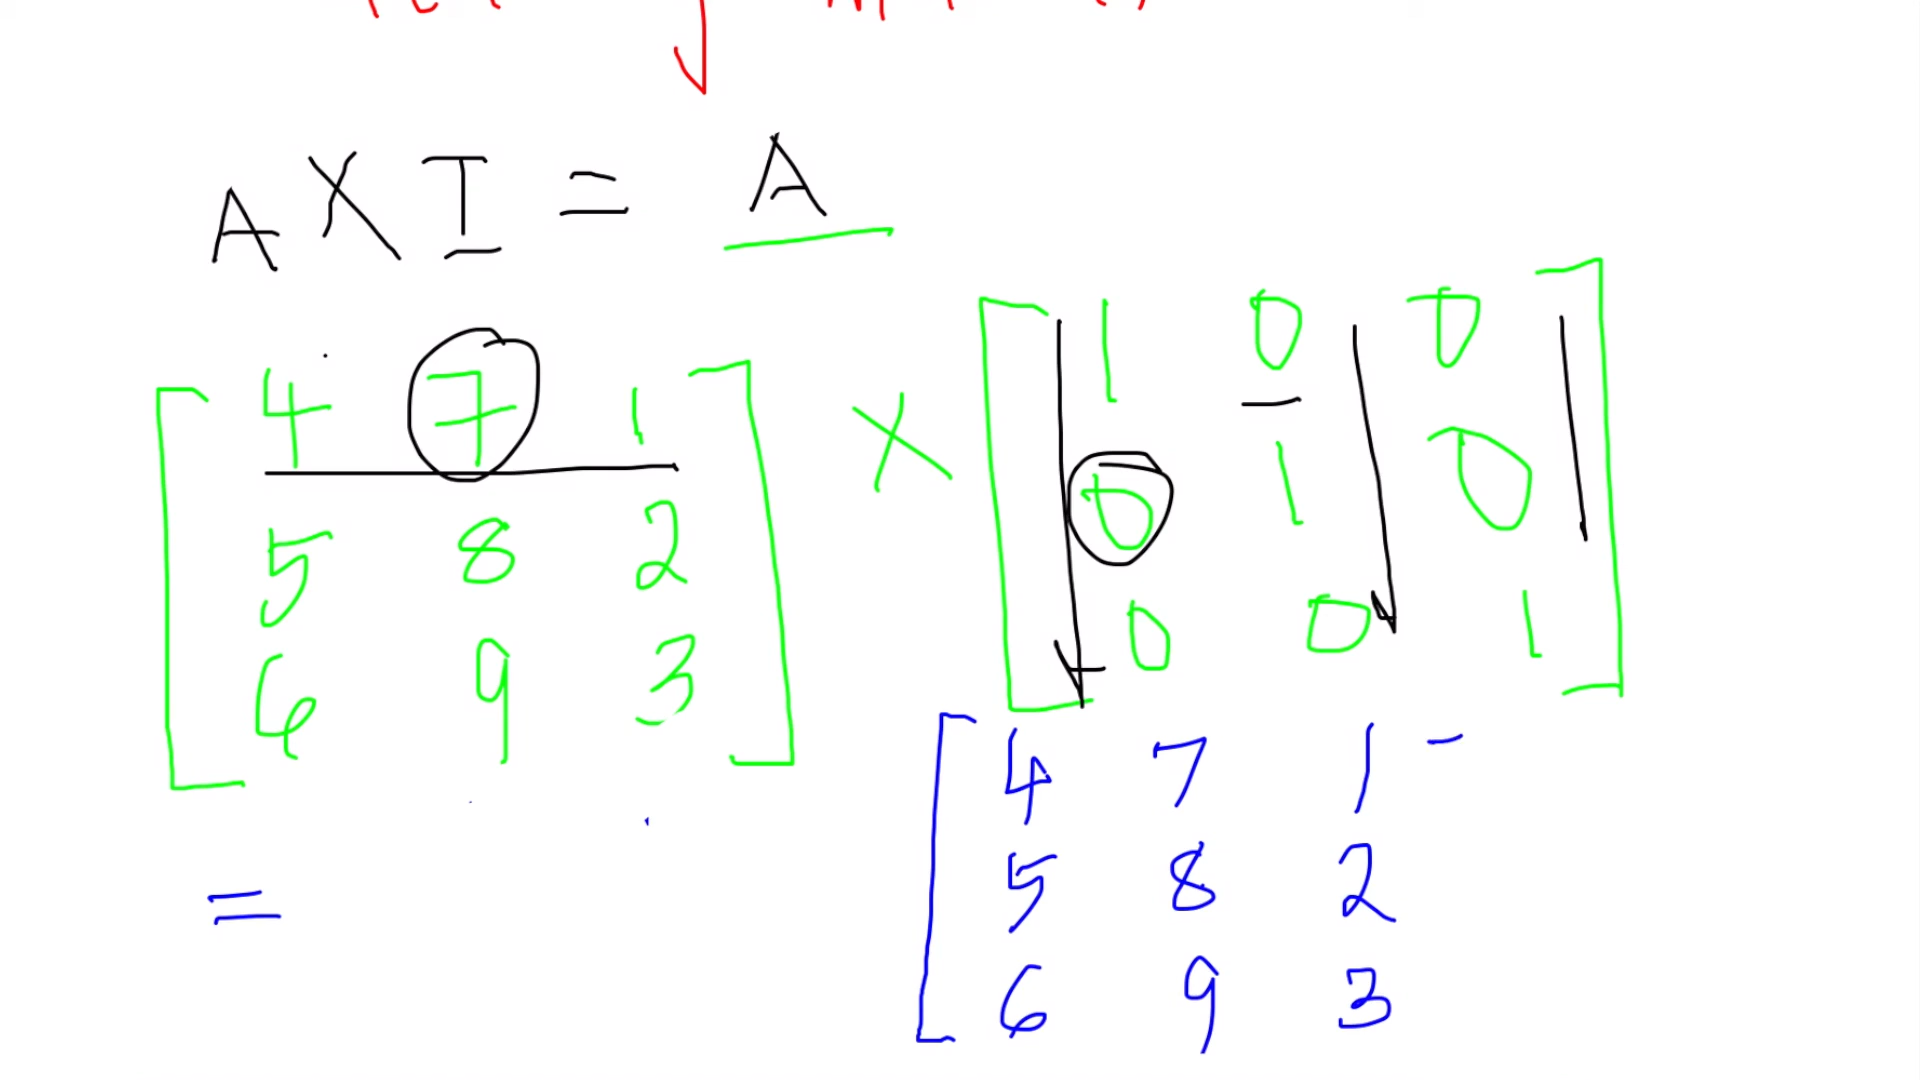 A X I = A
[ 4 7 1 ] X [ 1 0 0 ]
5 8 2 0 1 0
6 9 3 0 0 1
= [ 4 7 1
5 8 2
6 9 3